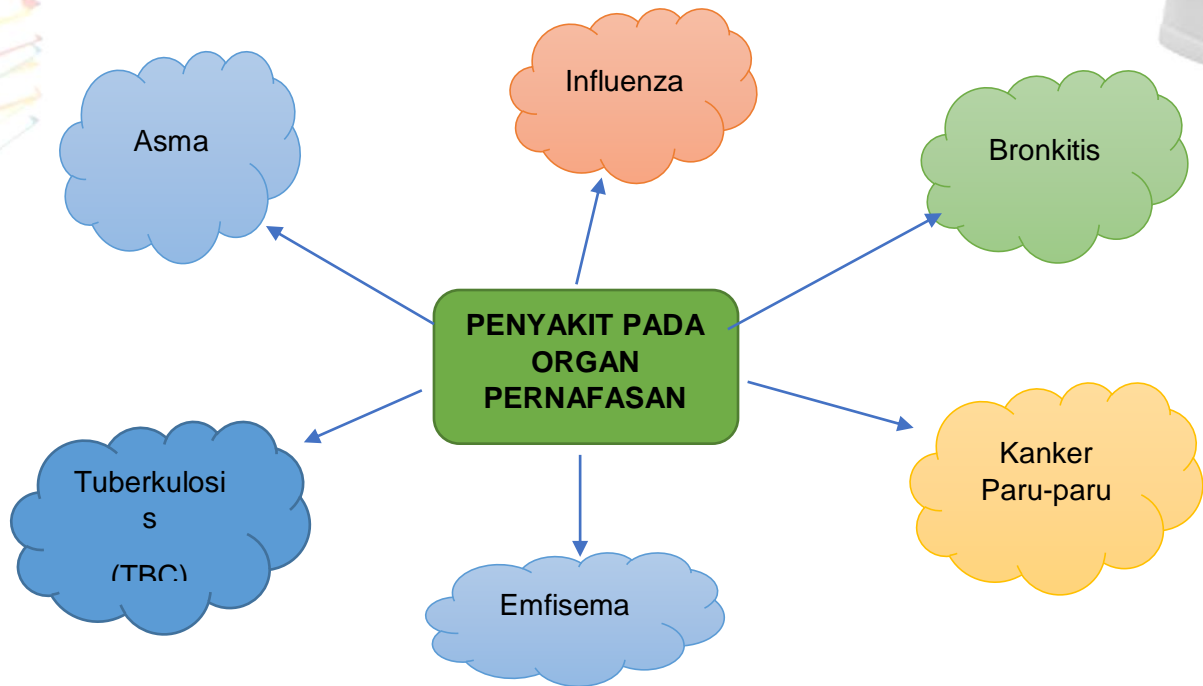 Influenza
Asma
Bronkitis
PENYAKIT PADA
ORGAN
PERNAFASAN
Kanker
Paru-paru
Tuberkulosi
s
(TBC)
Emfisema